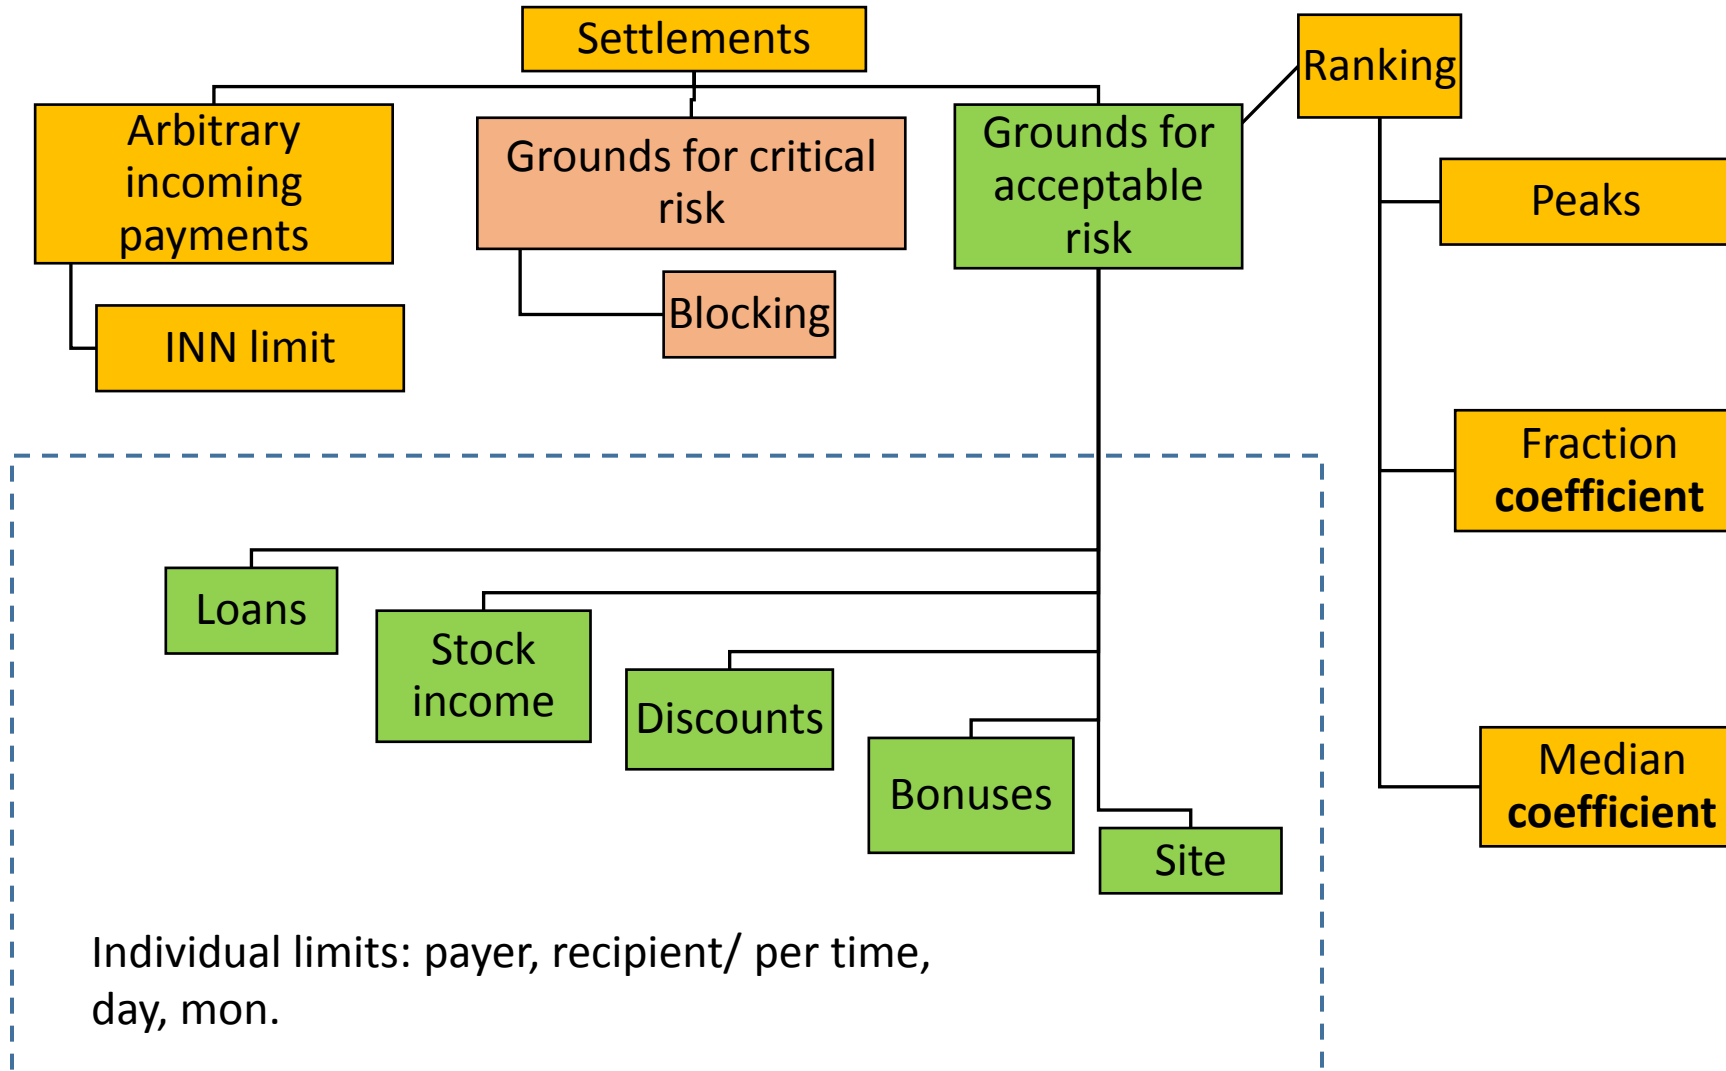 Settlements
Ranking
Arbitrary
incoming
payments
Grounds for critical
risk
Grounds for
acceptable
risk
Peaks
Blocking
INN limit
Fraction
coefficient
Loans
Stock
income
Discounts
Bonuses
Site
Median
coefficient
Individual limits: payer, recipient/ per time,
day, mon.